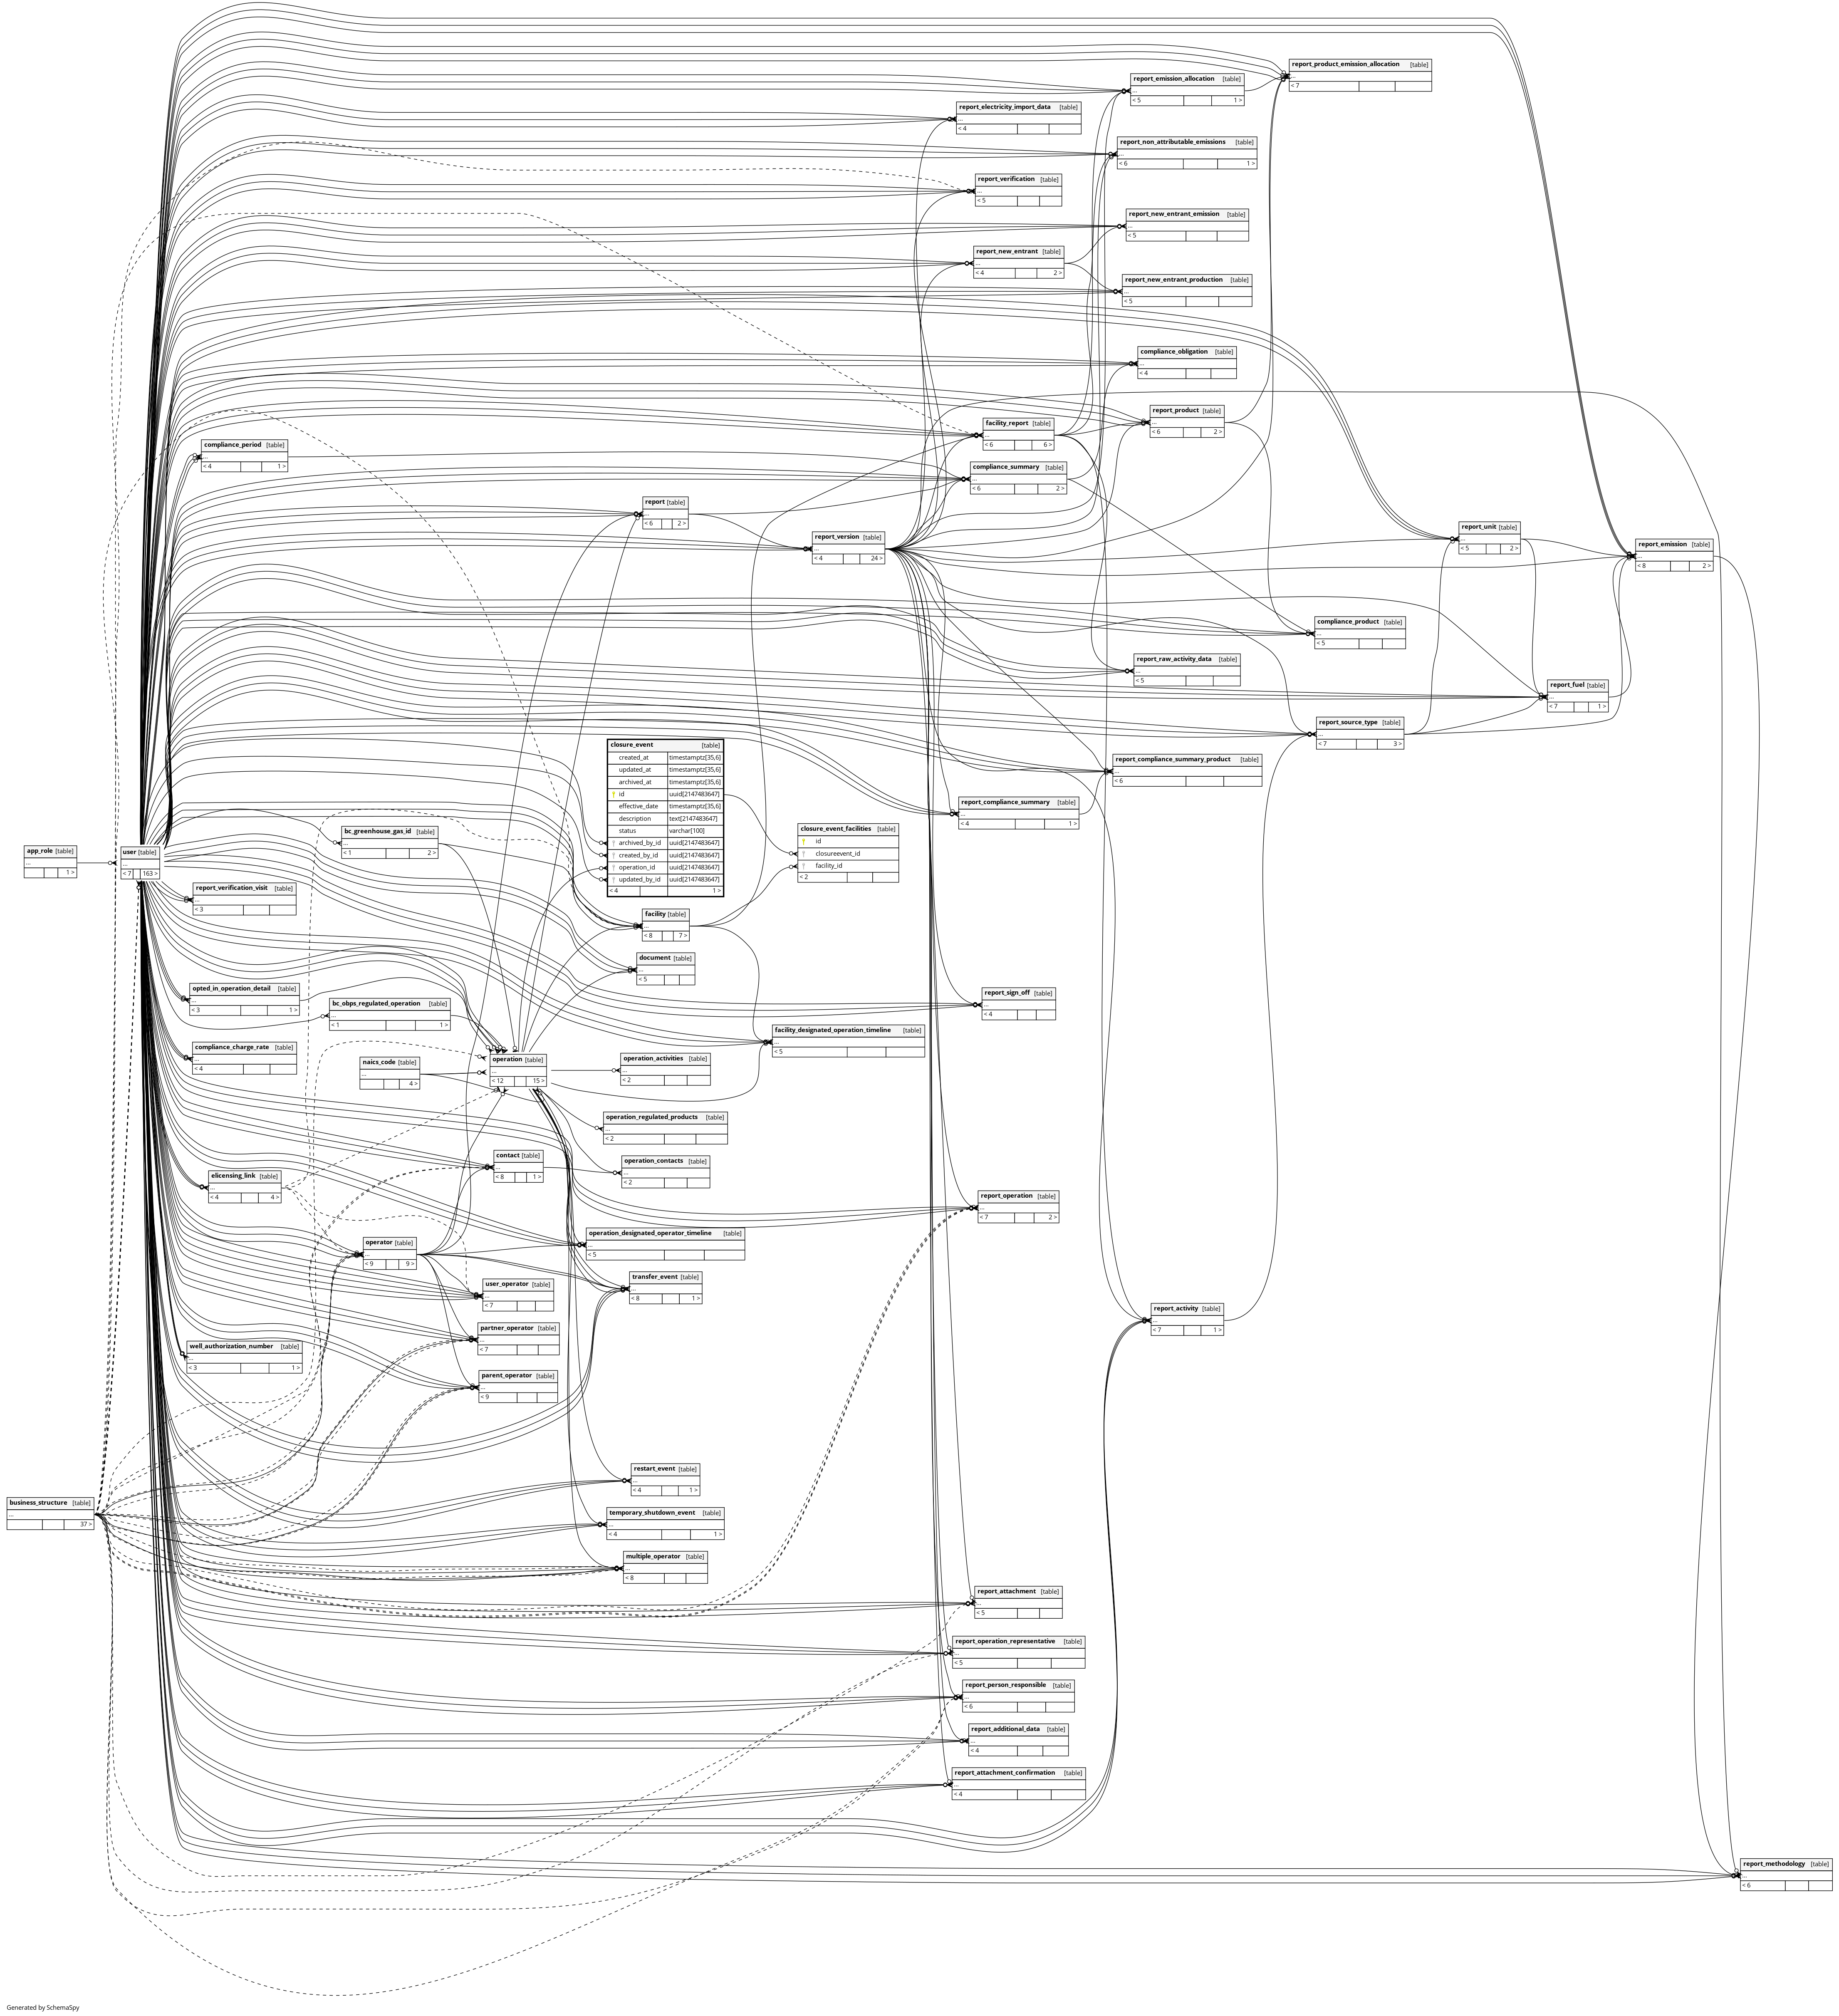 report_product_emission_allocation [table]
...
< 7
report_emission_allocation [table]
...
< 5 1 >
report_electricity_import_data [table]
...
< 4
report_non_attributable_emissions [table]
...
< 6 1 >
report_verification [table]
...
< 5
report_new_entrant_emission [table]
...
< 5
report_new_entrant [table]
...
< 4 2 >
report_new_entrant_production [table]
...
< 5
compliance_obligation [table]
...
< 4
report_product [table]
...
< 6 2 >
facility_report [table]
...
< 6 6 >
compliance_period [table]
...
< 4 1 >
compliance_summary [table]
...
< 6 2 >
report [table]
...
< 6 2 >
report_version [table]
...
< 4 24 >
report_unit [table]
...
< 5 2 >
report_emission [table]
...
< 8 2 >
compliance_product [table]
...
< 5
report_raw_activity_data [table]
...
< 5
report_fuel [table]
...
< 7 1 >
report_source_type [table]
...
< 7 3 >
closure_event [table]
created_at timestamptz[35,6]
updated_at timestamptz[35,6]
archived_at timestamptz[35,6]
id uuid[2147483647]
effective_date timestamptz[35,6]
description text[2147483647]
status varchar[100]
archived_by_id uuid[2147483647]
created_by_id uuid[2147483647]
operation_id uuid[2147483647]
updated_by_id uuid[2147483647]
< 4 1 >
report_compliance_summary_product [table]
...
< 6
report_compliance_summary [table]
...
< 4 1 >
closure_event_facilities [table]
id
closureevent_id
facility_id
< 2
bc_greenhouse_gas_id [table]
...
< 1 2 >
app_role [table]
...
1 >
user [table]
...
< 7 163 >
report_verification_visit [table]
...
< 3
facility [table]
...
< 8 7 >
document [table]
...
< 5
opted_in_operation_detail [table]
...
< 3 1 >
report_sign_off [table]
...
< 4
bc_obps_regulated_operation [table]
...
< 1 1 >
facility_designated_operation_timeline [table]
...
< 5
compliance_charge_rate [table]
...
< 4
naics_code [table]
...
4 >
operation [table]
...
< 12 15 >
operation_activities [table]
...
< 2
operation_regulated_products [table]
...
< 2
contact [table]
...
< 8 1 >
operation_contacts [table]
...
< 2
elicensing_link [table]
...
< 4 4 >
report_operation [table]
...
< 7 2 >
operation_designated_operator_timeline [table]
...
< 5
operator [table]
...
< 9 9 >
user_operator [table]
...
< 7
transfer_event [table]
...
< 8 1 >
report_activity [table]
...
< 7 1 >
partner_operator [table]
...
< 7
well_authorization_number [table]
...
< 3 1 >
parent_operator [table]
...
< 9
restart_event [table]
...
< 4 1 >
business_structure [table]
...
37 >
temporary_shutdown_event [table]
...
< 4 1 >
multiple_operator [table]
...
< 8
report_attachment [table]
...
< 5
report_operation_representative [table]
...
< 5
report_person_responsible [table]
...
< 6
report_additional_data [table]
...
< 4
report_attachment_confirmation [table]
...
< 4
report_methodology [table]
...
< 6
Generated by SchemaSpy